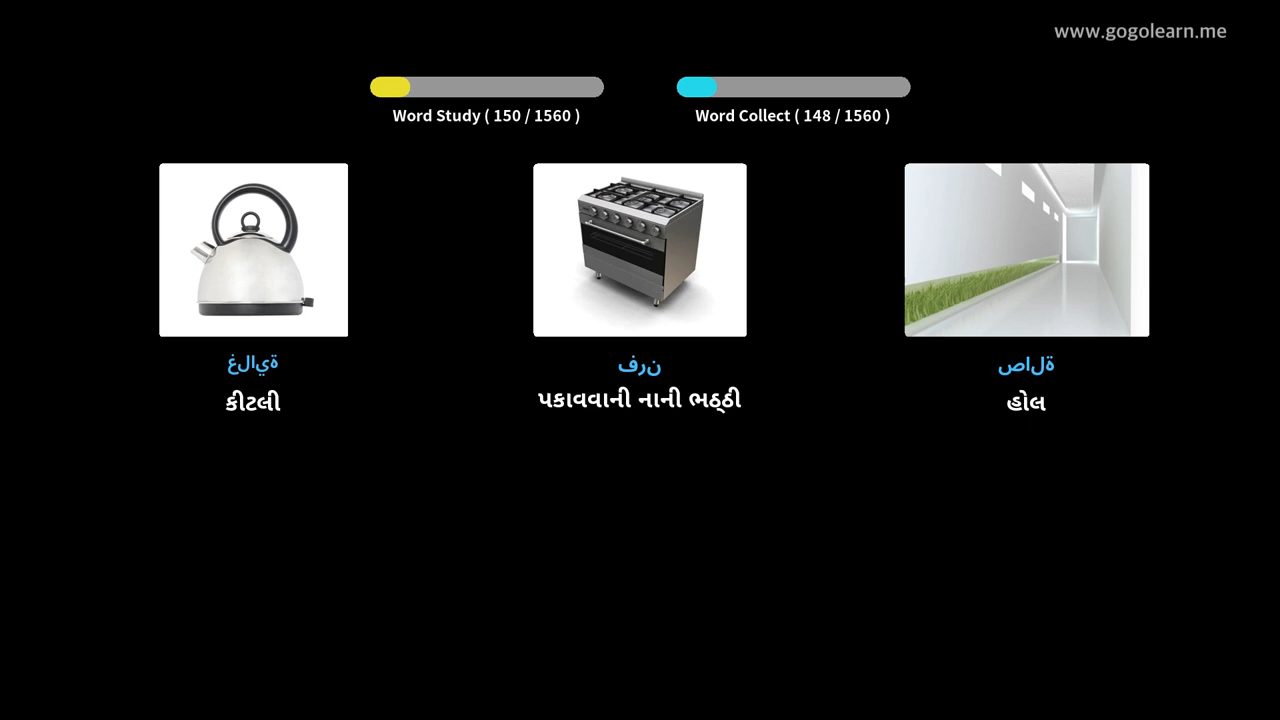 www.gogolearn.me
Word Study ( 150 / 1560 )
Word Collect ( 148 / 1560 )
غلاية
فرن
صالة
કીટલી
પકાવવાની નાની ભઠ્ઠી
હોલ